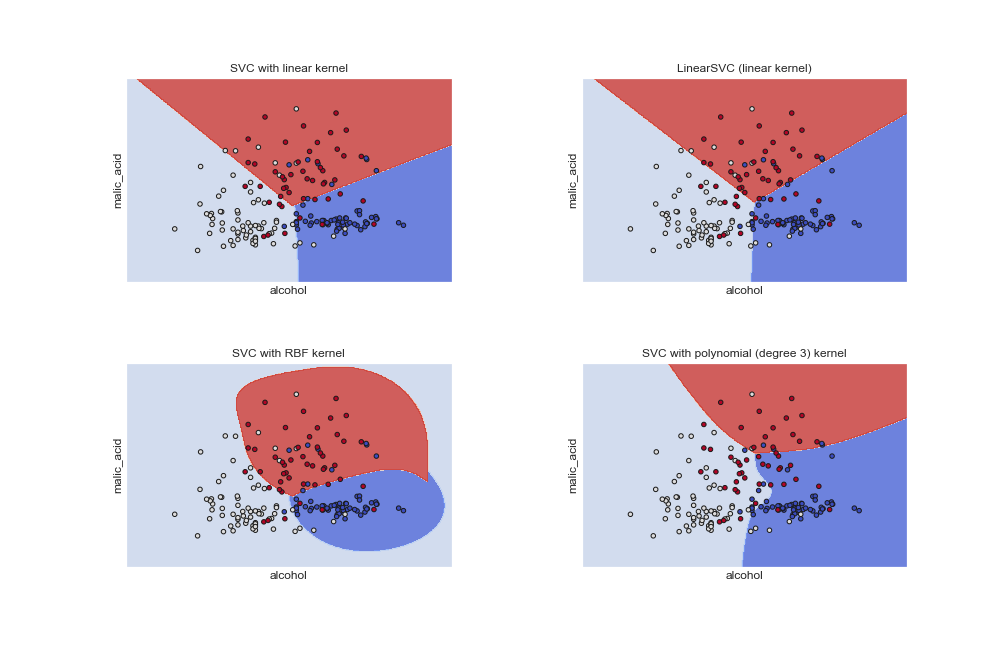 SVC with linear kernel
LinearSVC (linear kernel)
malic_acid
malic_acid
alcohol
alcohol
SVC with RBF kernel
SVC with polynomial (degree 3) kernel
malic_acid
malic_acid
alcohol
alcohol